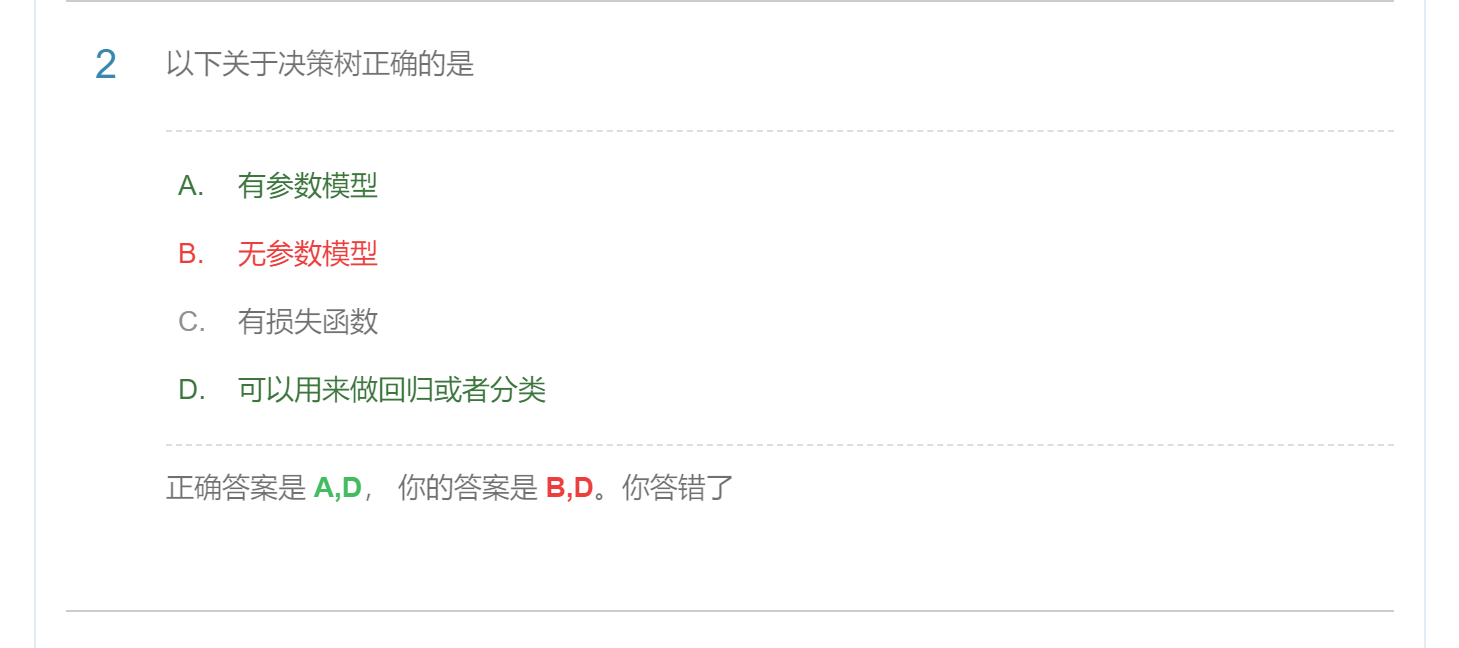 2 以下关于决策树正确的是
A. 有参数模型
B. 无参数模型
C. 有损失函数
D. 可以用来做回归或者分类
正确答案是 A,D， 你的答案是 B,D。你答错了